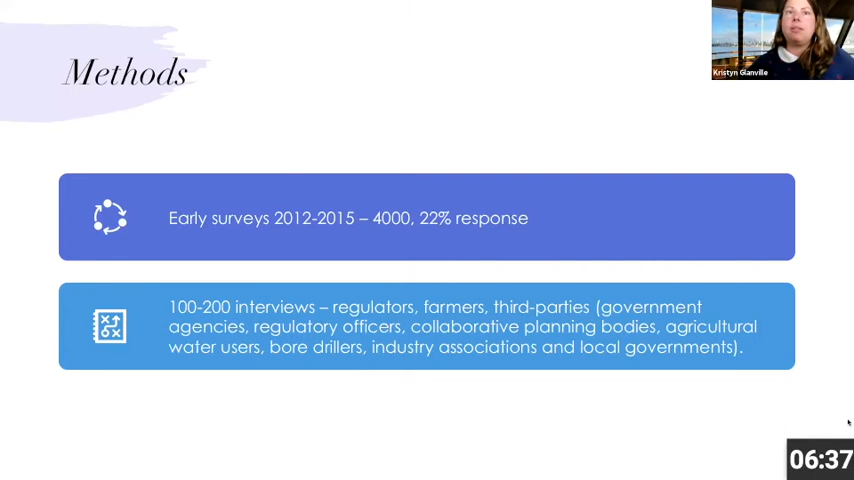 Methods
Kristyn Glanville
Early surveys 2012-2015 – 4000, 22% response
100-200 interviews – regulators, farmers, third-parties (government
agencies, regulatory officers, collaborative planning bodies, agricultural
water users, bore drillers, industry associations and local governments).
06:37